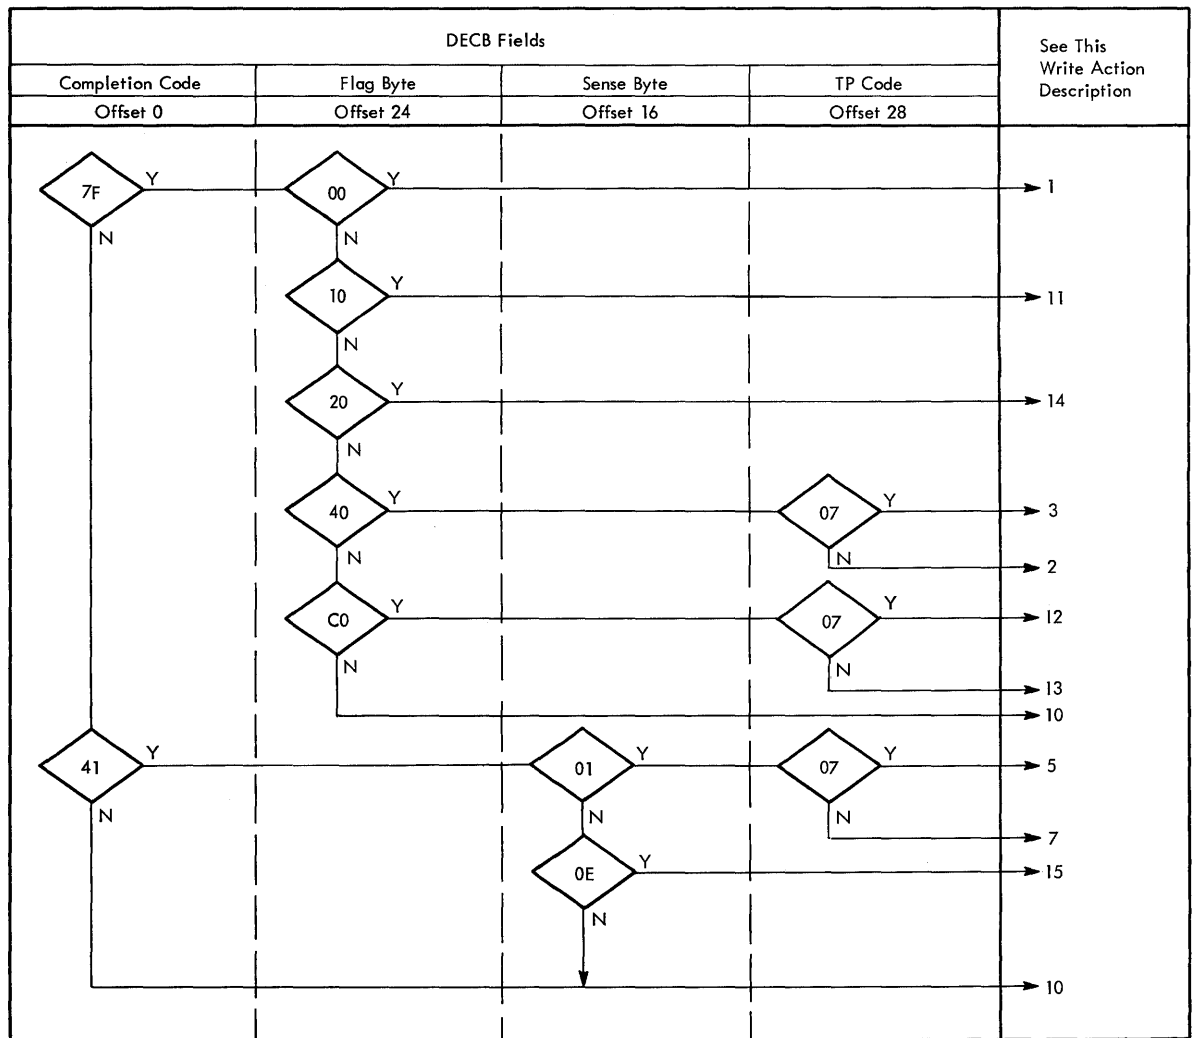 DECB Fields
See This
Write Action
Description
Completion Code Flag Byte Sense Byte TP Code
Offset 0 Offset 24 Offset 16 Offset 28
7F Y 00 Y 1
N N
10 Y 11
N
20 Y 14
N
40 Y 07 Y 3
N N 2
C0 Y 07 Y 12
N N 13
10
41 Y 01 Y 07 Y 5
N N N 7
0E Y 15
N
10